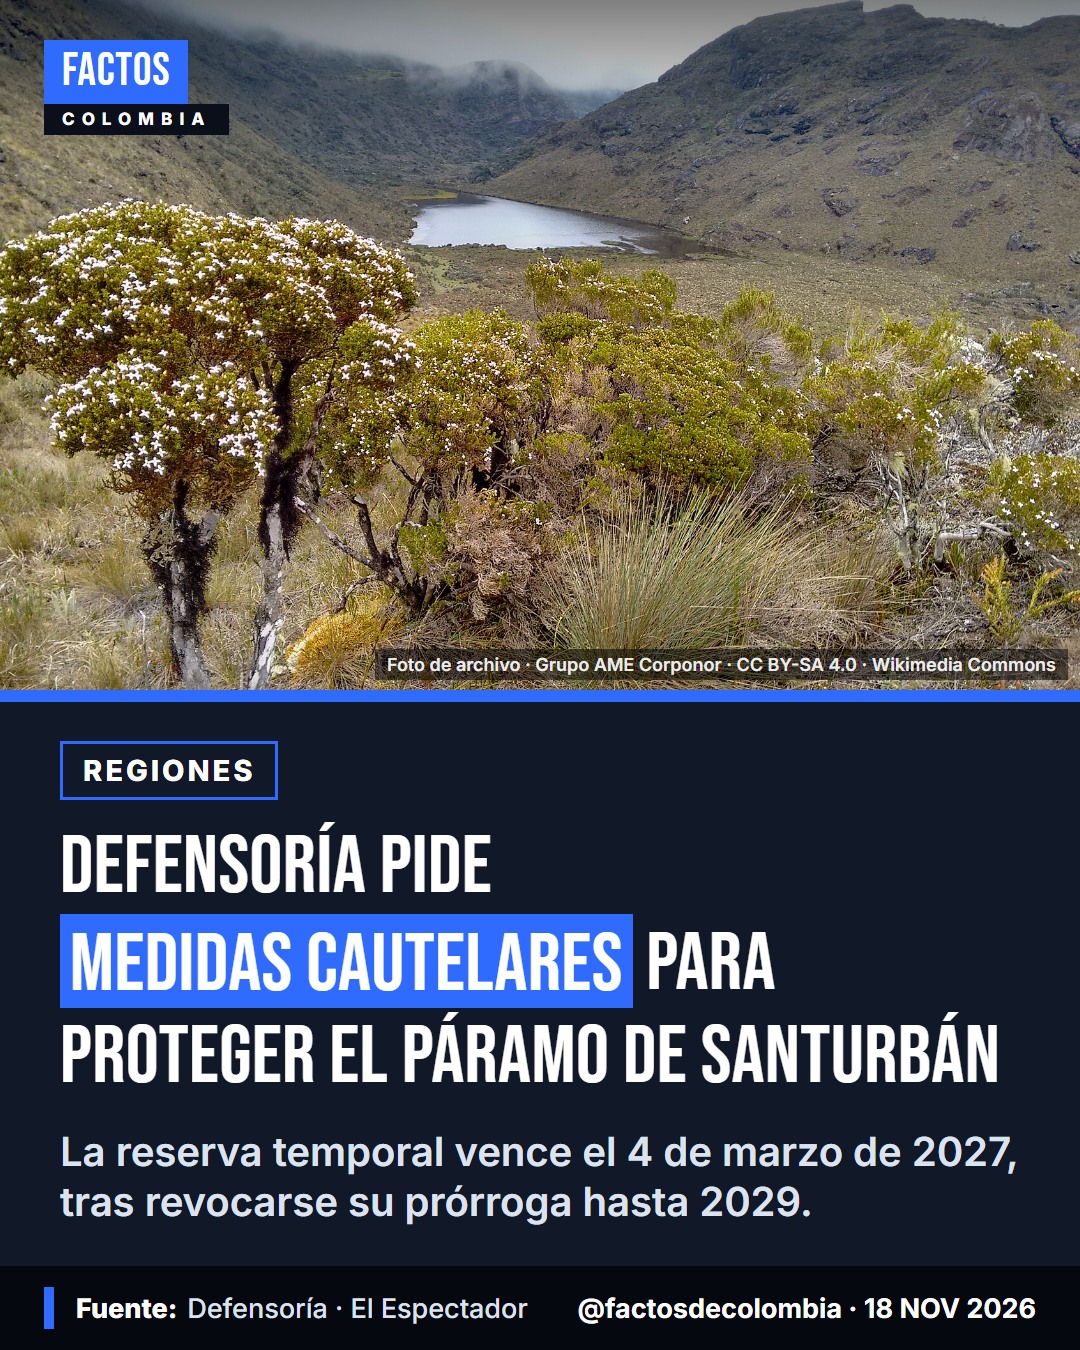 FACTOS
COLOMBIA
Foto de archivo · Grupo AME Corponor · CC BY-SA 4.0 · Wikimedia Commons
REGIONES
DEFENSORÍA PIDE
MEDIDAS CAUTELARES PARA
PROTEGER EL PÁRAMO DE SANTURBÁN
La reserva temporal vence el 4 de marzo de 2027,
tras revocarse su prórroga hasta 2029.
Fuente: Defensoría · El Espectador @factosdecolombia · 18 NOV 2026